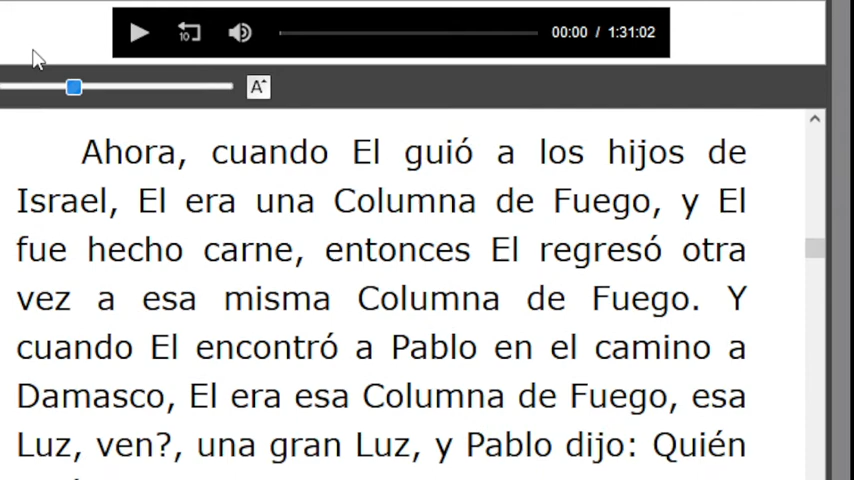 10
00:00 / 1:31:02
A
Ahora, cuando El guió a los hijos de
Israel, El era una Columna de Fuego, y El
fue hecho carne, entonces El regresó otra
vez a esa misma Columna de Fuego. Y
cuando El encontró a Pablo en el camino a
Damasco, El era esa Columna de Fuego, esa
Luz, ven?, una gran Luz, y Pablo dijo: Quién